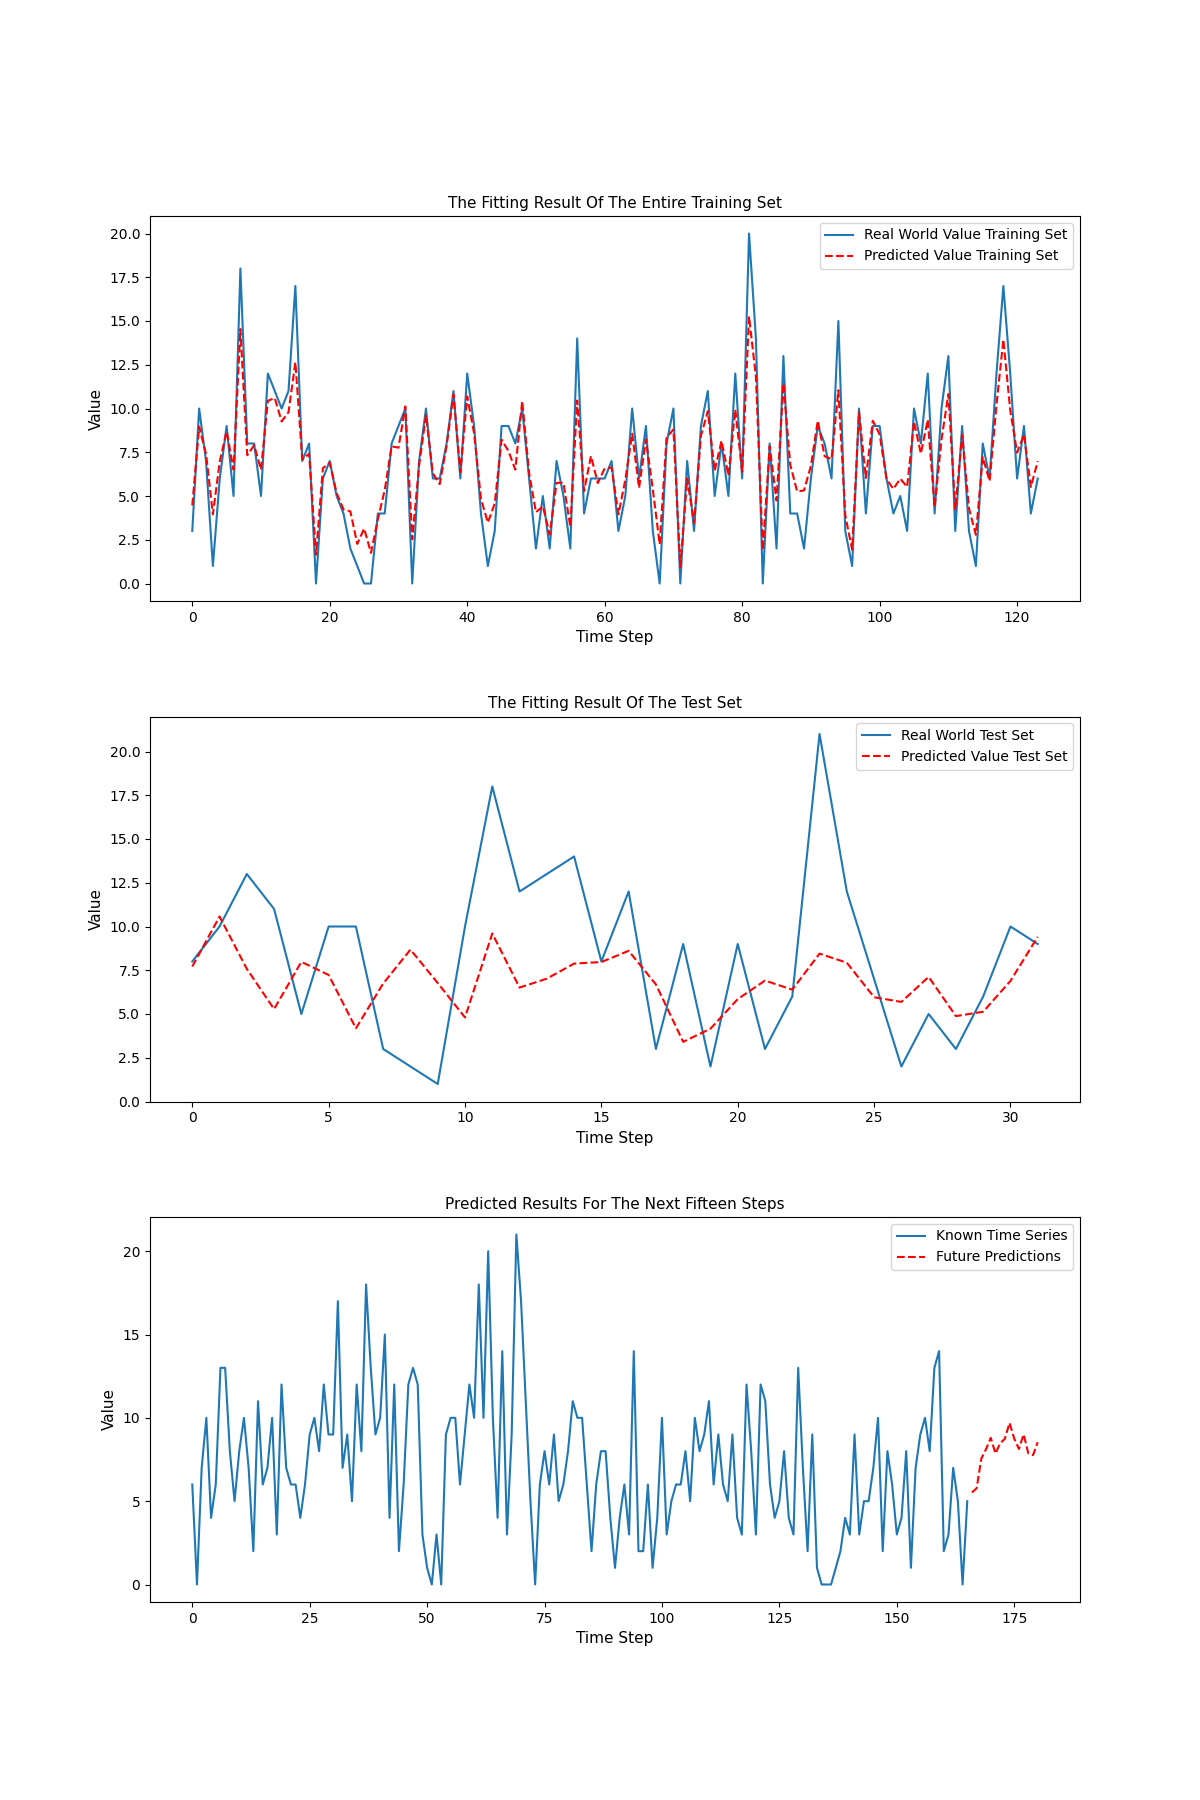 The Fitting Result Of The Entire Training Set
Real World Value Training Set
Predicted Value Training Set
20.0
17.5
15.0
12.5
10.0
7.5
5.0
2.5
0.0
Value
0 20 40 60 80 100 120
Time Step
The Fitting Result Of The Test Set
Real World Test Set
Predicted Value Test Set
20.0
17.5
15.0
12.5
10.0
7.5
5.0
2.5
0.0
Value
0 5 10 15 20 25 30
Time Step
Predicted Results For The Next Fifteen Steps
Known Time Series
Future Predictions
20
15
10
5
0
Value
0 25 50 75 100 125 150 175
Time Step